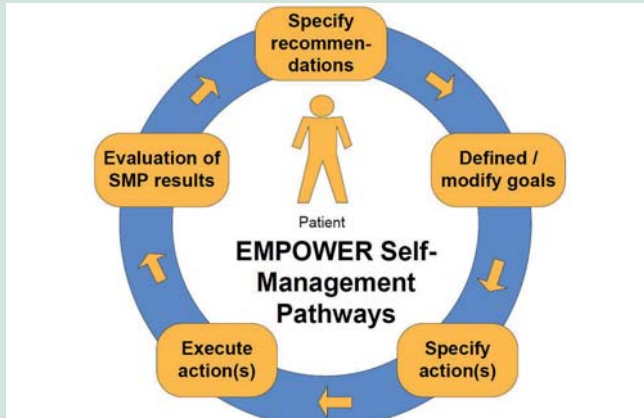 Specify
recommen-
dations
Defined /
modify goals
Specify
action(s)
Execute
action(s)
Evaluation of
SMP results
Patient
EMPOWER Self-
Management
Pathways